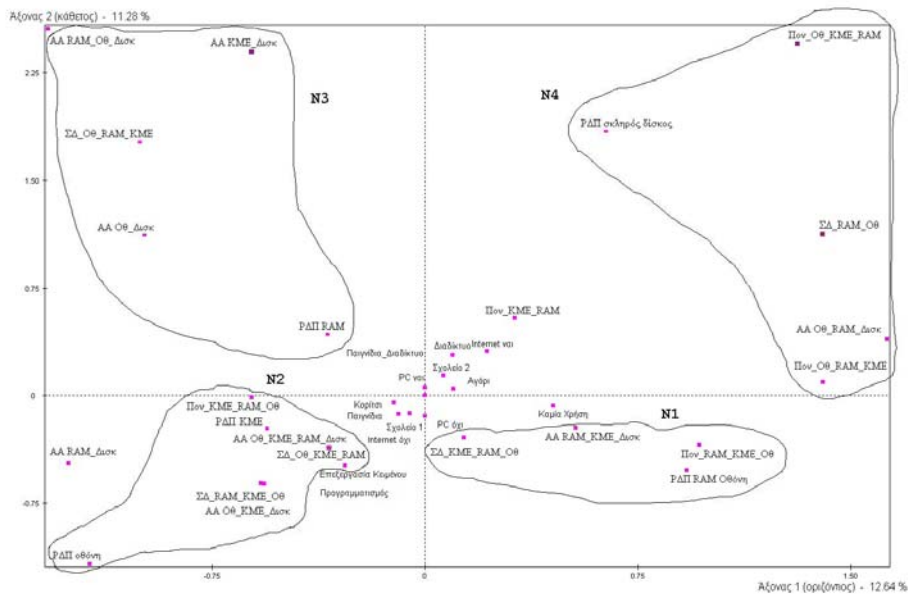 Άξονας 2 (κάθετος) - 11.28 %
ΑΑ RAM_Οθ_Δισκ
ΑΑ ΚΜΕ_Δισκ
Πον_Οθ_ΚΜΕ_RAM
2.25
N3
N4
ΡΔΠ σκληρός δίσκος
ΣΔ_Οθ_RAM_ΚΜΕ
1.50
ΑΑ Οθ_Δισκ
ΣΔ_RAM_Οθ
0.75
Πον_ΚΜΕ_RAM
ΡΔΠ RAM
ΑΑ Οθ_RAM_Δισκ
Διαδίκτυο
Internet ναι
Παιγνίδια_Διαδίκτυο
Σχολείο 2
Πον_Οθ_RAM_ΚΜΕ
PC ναι
N2
Αγόρι
0
Πον_ΚΜΕ_RAM_Οθ
Κορίτσι
Καμία Χρήση
N1
ΡΔΠ ΚΜΕ
Παιγνίδια
Σχολείο 1
PC όχι
ΑΑ RAM_ΚΜΕ_Δισκ
ΑΑ Οθ_ΚΜΕ_RAM_Δισκ
Internet όχι
ΑΑ RAM_Δισκ
ΣΔ_Οθ_ΚΜΕ_RAM
ΣΔ_ΚΜΕ_RAM_Οθ
Πον_RAM_ΚΜΕ_Οθ
Επεξεργασία Κειμένου
ΡΔΠ RAM Οθόνη
ΣΔ_RAM_ΚΜΕ_Οθ
Προγραμματισμός
-0.75
ΑΑ Οθ_ΚΜΕ_Δισκ
ΡΔΠ οθόνη
-0.75
0
0.75
1.50
Άξονας 1 (οριζόντιος) - 12.64 %